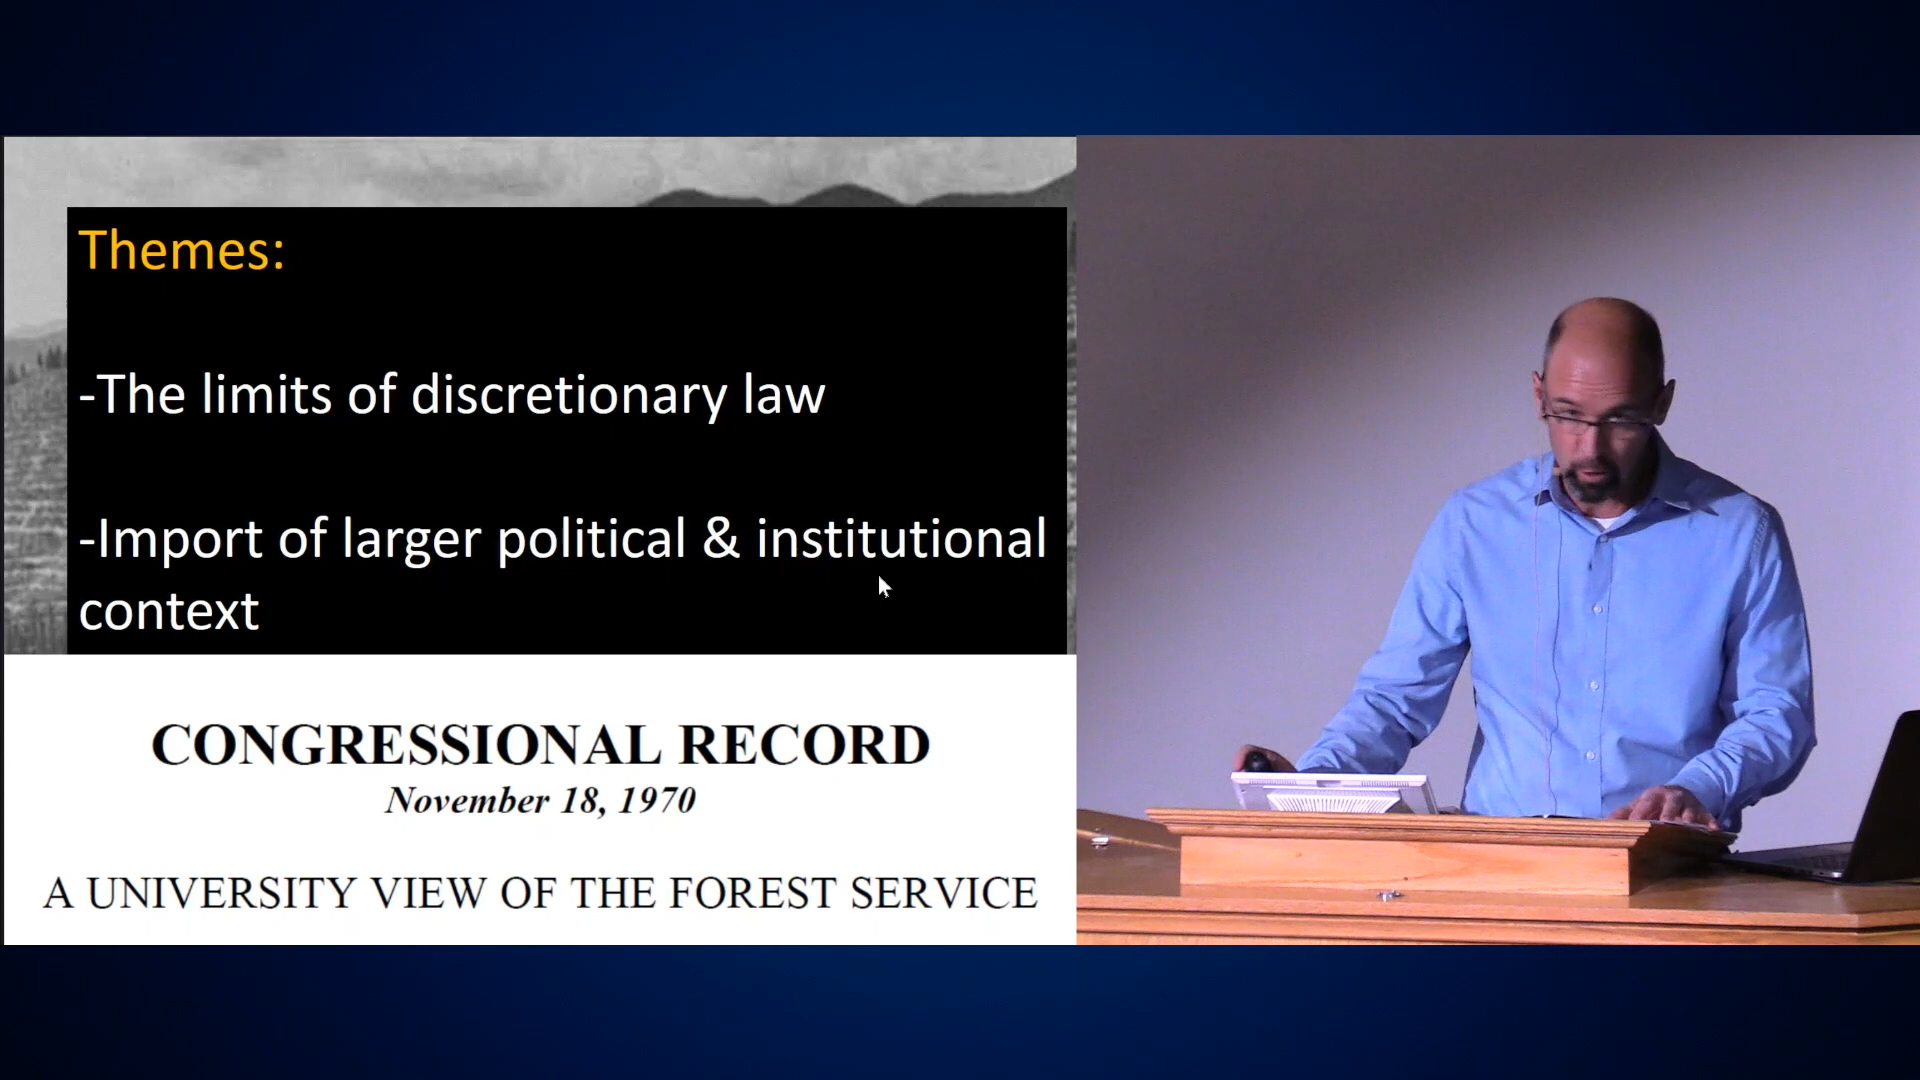 Themes:
-The limits of discretionary law
-Import of larger political & institutional
context
CONGRESSIONAL RECORD
November 18, 1970
A UNIVERSITY VIEW OF THE FOREST SERVICE